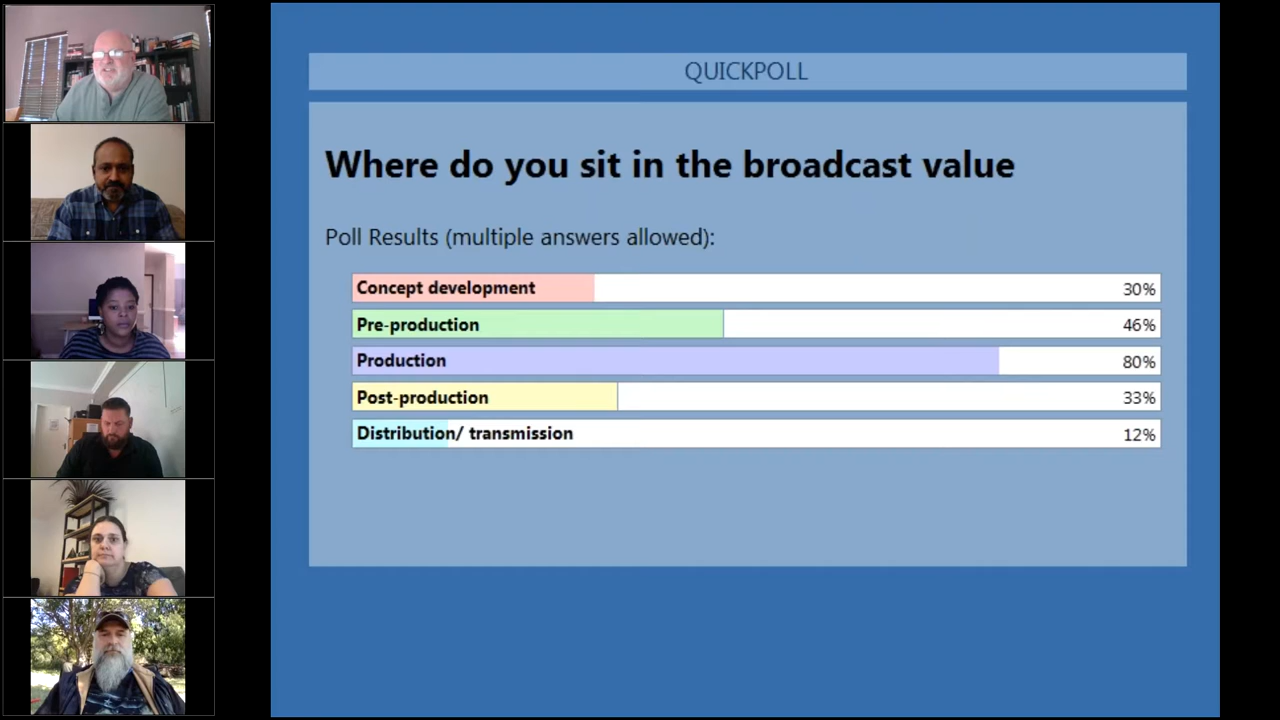 QUICKPOLL
Where do you sit in the broadcast value
Poll Results (multiple answers allowed):
Concept development 30%
Pre-production 46%
Production 80%
Post-production 33%
Distribution/ transmission 12%